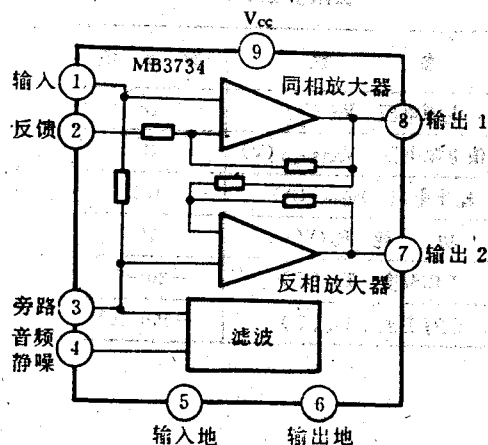 Vcc
9
MB3734
输入
1
同相放大器
反馈
2
8
输出 1
7
输出 2
反相放大器
旁路
3
音频
静噪
4
滤波
5
6
输入地
输出地